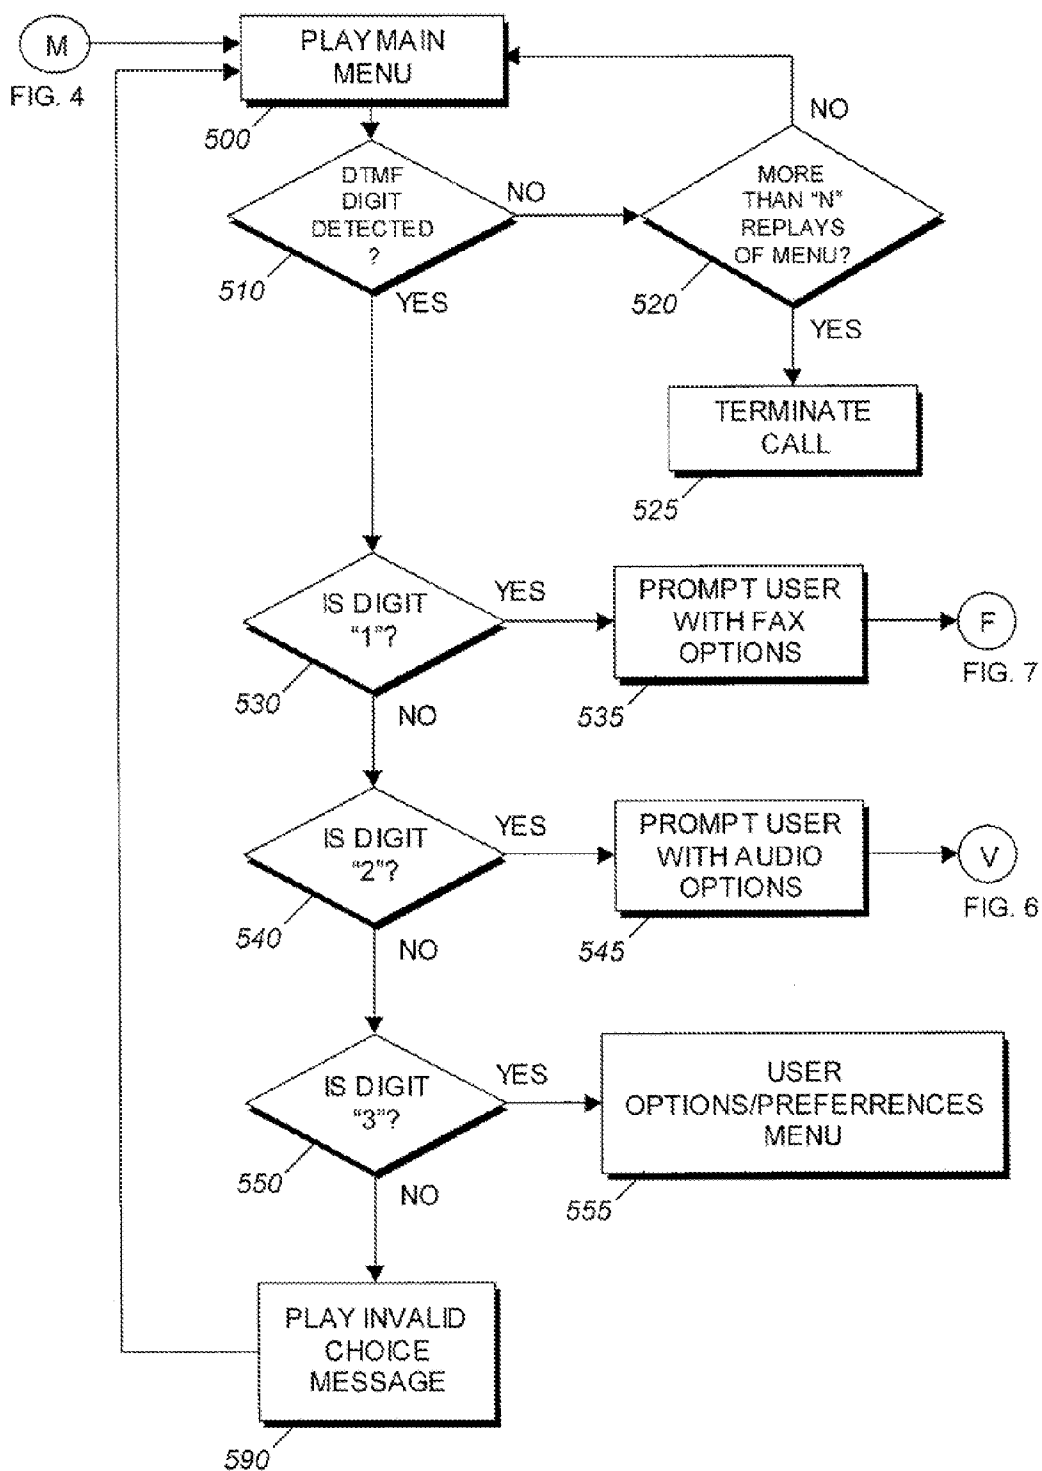 M
FIG. 4
PLAY MAIN
MENU
500
DTMF
DIGIT
DETECTED
?
510
NO
YES
NO
MORE
THAN "N"
REPLAYS
OF MENU?
520
YES
TERMINATE
CALL
525
IS DIGIT
"1"?
530
YES
NO
PROMPT USER
WITH FAX
OPTIONS
535
F
FIG. 7
IS DIGIT
"2"?
540
YES
NO
PROMPT USER
WITH AUDIO
OPTIONS
545
V
FIG. 6
IS DIGIT
"3"?
550
YES
NO
USER
OPTIONS/PREFERRENCES
MENU
555
PLAY INVALID
CHOICE
MESSAGE
590